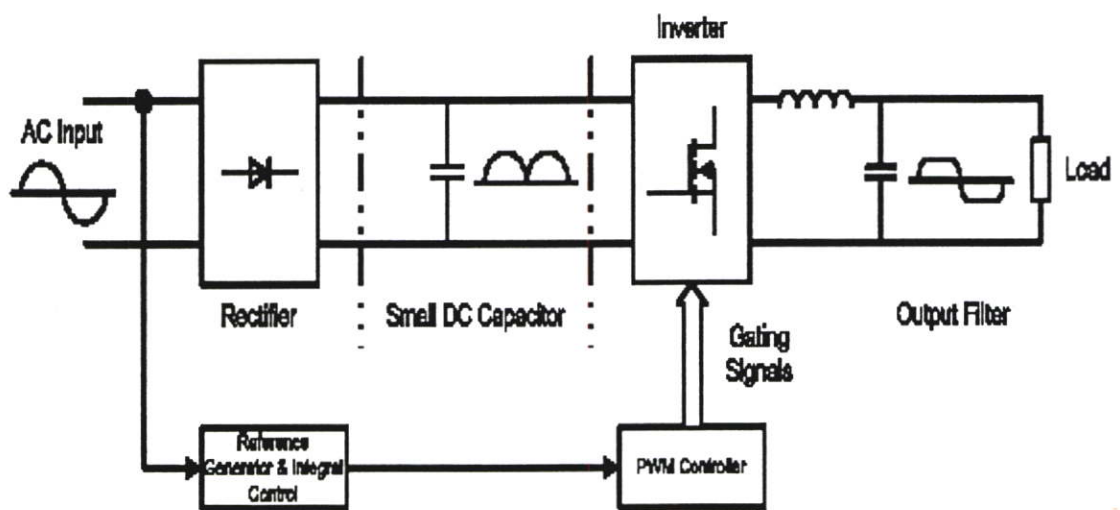 Inverter
AC Input
Load
Rectifier
Small DC Capacitor
Output Filter
Gating
Signals
Reference
Generator & Integral
Control
PWM Controller